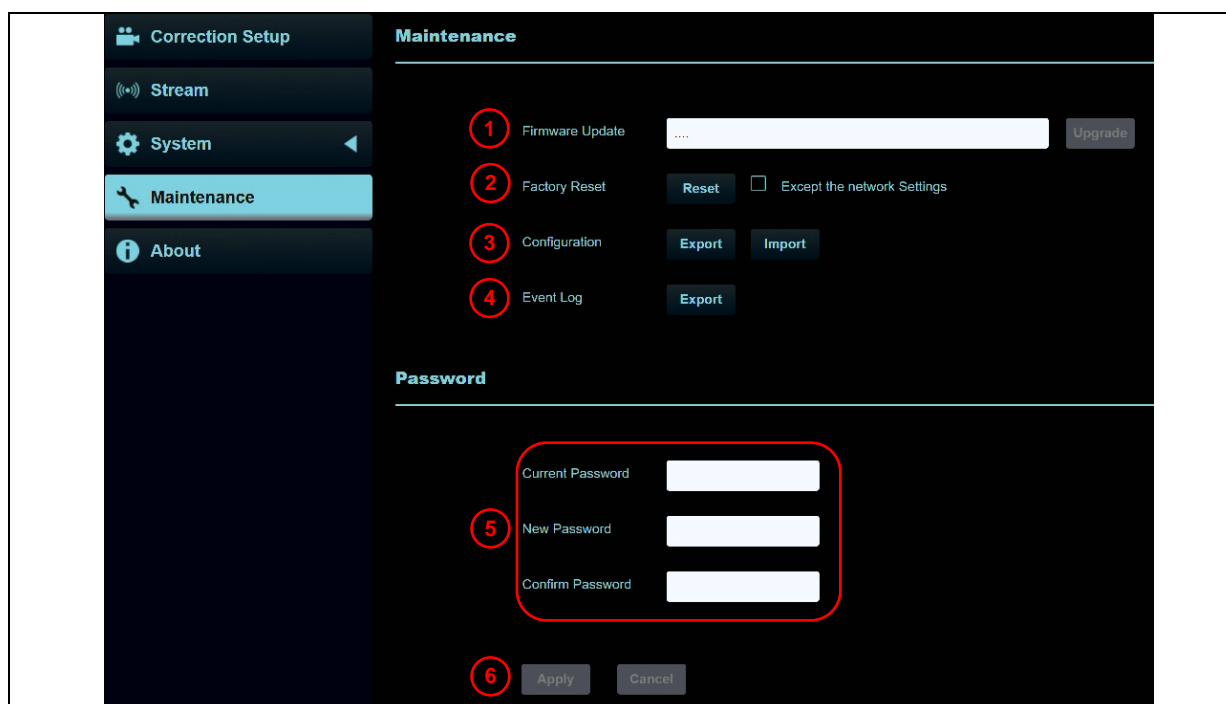 Correction Setup
Stream
System
Maintenance
About
Maintenance
1 Firmware Update .... Upgrade
2 Factory Reset Reset Except the network Settings
3 Configuration Export Import
4 Event Log Export
Password
Current Password
5 New Password
Confirm Password
6 Apply Cancel